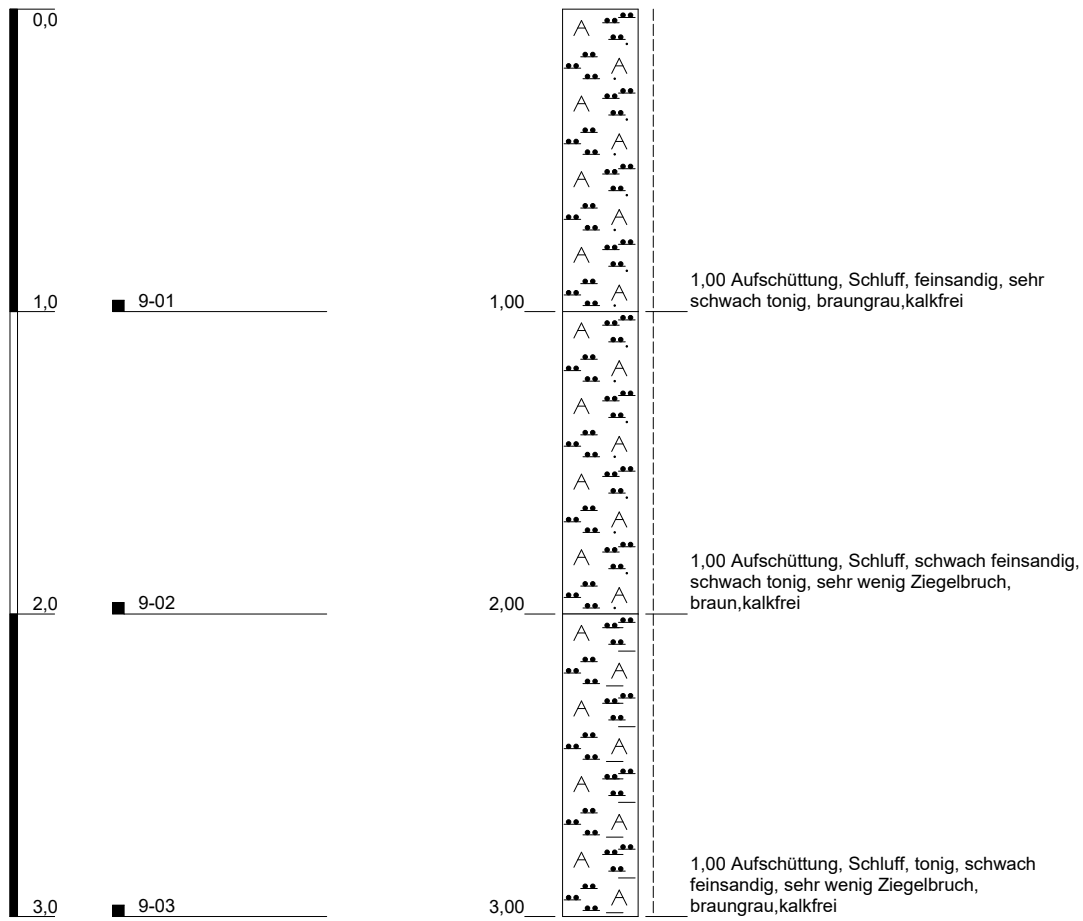 0,0
1,0
9-01
1,00
1,00 Aufschüttung, Schluff, feinsandig, sehr
schwach tonig, braungrau,kalkfrei
2,0
9-02
2,00
1,00 Aufschüttung, Schluff, schwach feinsandig,
schwach tonig, sehr wenig Ziegelbruch,
braun,kalkfrei
3,0
9-03
3,00
1,00 Aufschüttung, Schluff, tonig, schwach
feinsandig, sehr wenig Ziegelbruch,
braungrau,kalkfrei